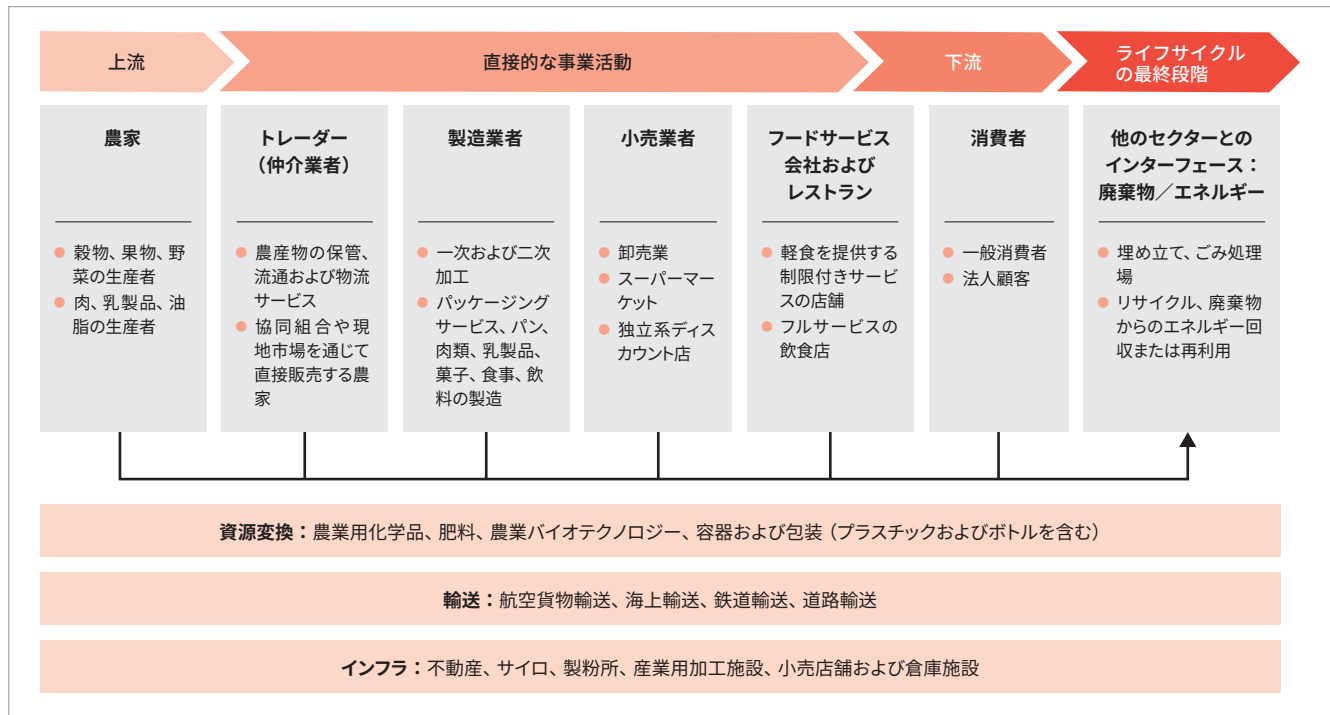 上流
直接的な事業活動
下流
ライフサイクル
の最終段階
農家
穀物、果物、野
菜の生産者
肉、乳製品、油
脂の生産者
トレーダー
（仲介業者）
農産物の保管、
流通および物流
サービス
協同組合や現
地市場を通じて
直接販売する農
家
製造業者
一次および二次
加工
パッケージング
サービス、パン、
肉類、乳製品、
菓子、食事、飲
料の製造
小売業者
卸売業
スーパーマー
ケット
独立系ディス
カウント店
フードサービス
会社および
レストラン
軽食を提供する
制限付きサービ
スの店舗
フルサービスの
飲食店
消費者
一般消費者
法人顧客
他のセクターとの
インターフェース：
廃棄物／エネルギー
埋め立て、ごみ処理
場
リサイクル、廃棄物
からのエネルギー回
収または再利用
資源変換：農業用化学品、肥料、農業バイオテクノロジー、容器および包装（プラスチックおよびボトルを含む）
輸送：航空貨物輸送、海上輸送、鉄道輸送、道路輸送
インフラ：不動産、サイロ、製粉所、産業用加工施設、小売店舗および倉庫施設